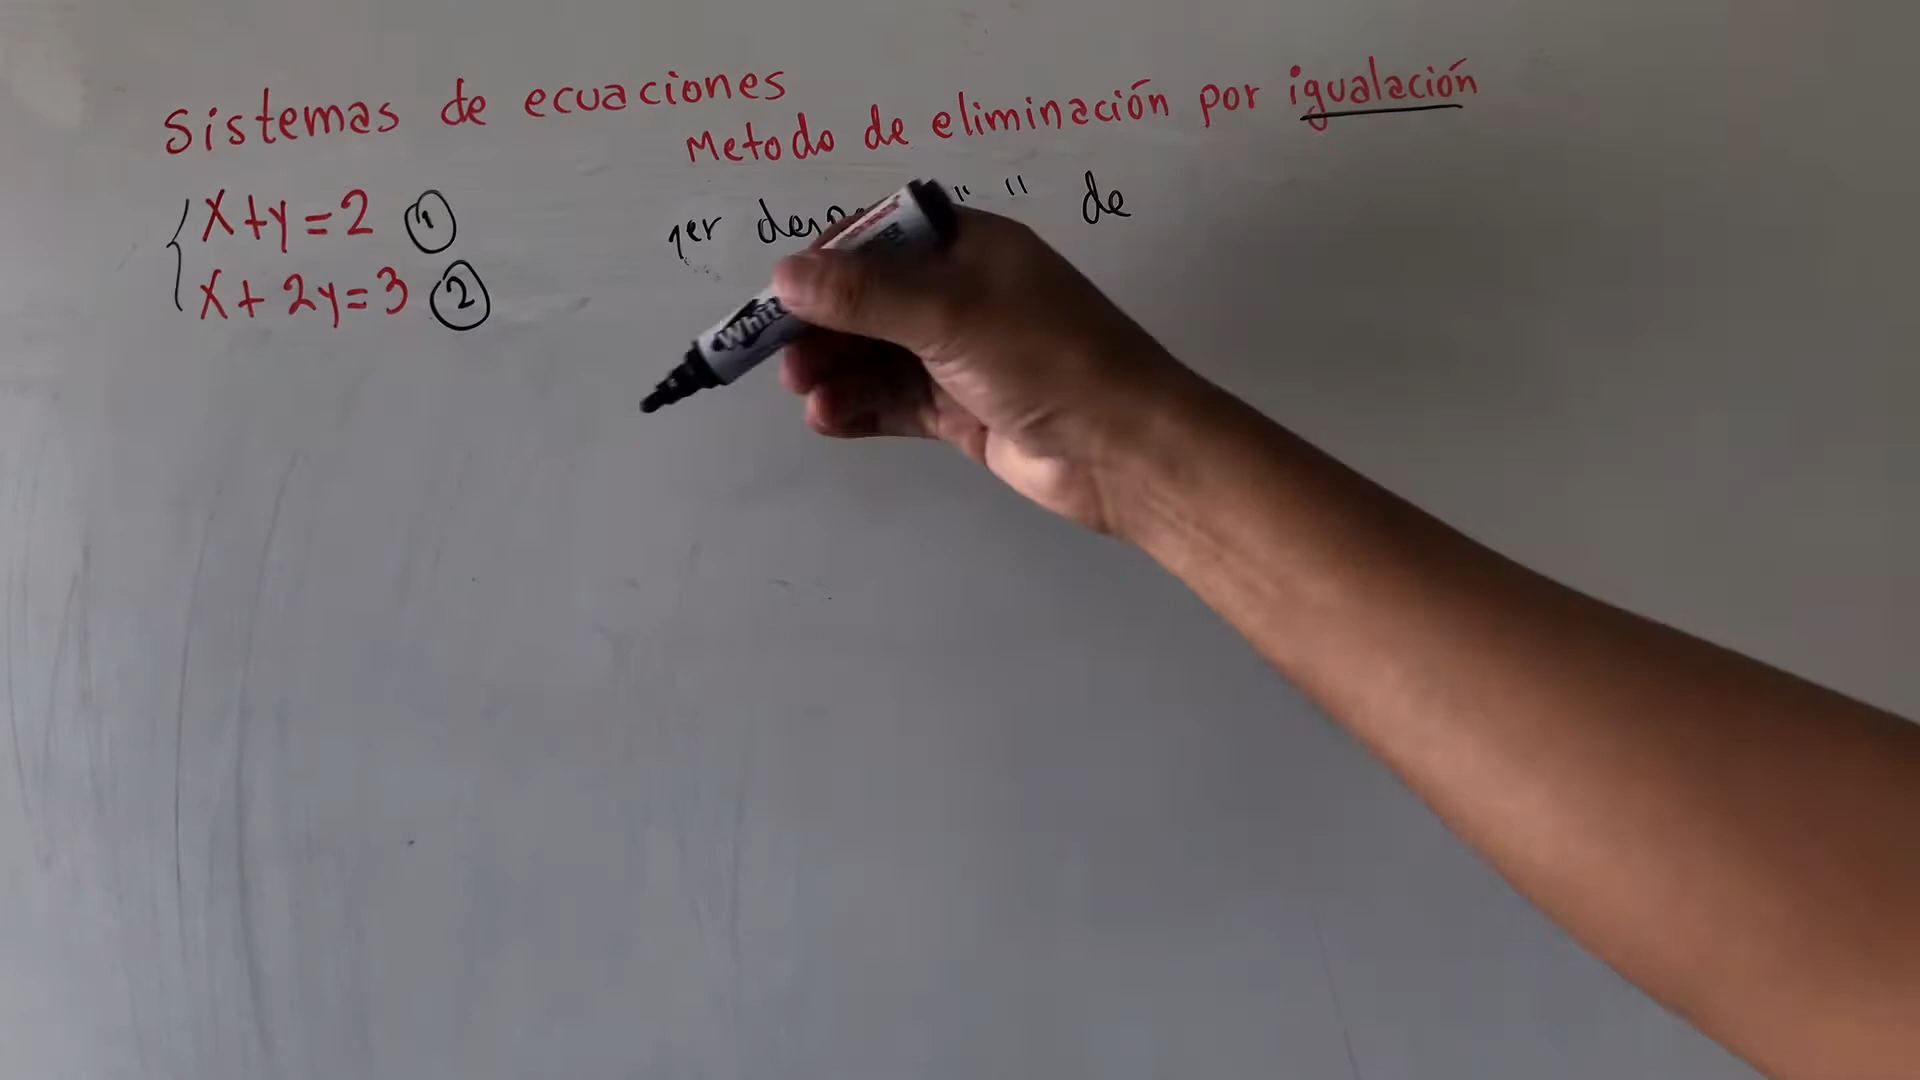 Sistemas de ecuaciones
Metodo de eliminación por igualación
x+y=2 ①
x+2y=3 ②
1er " " de